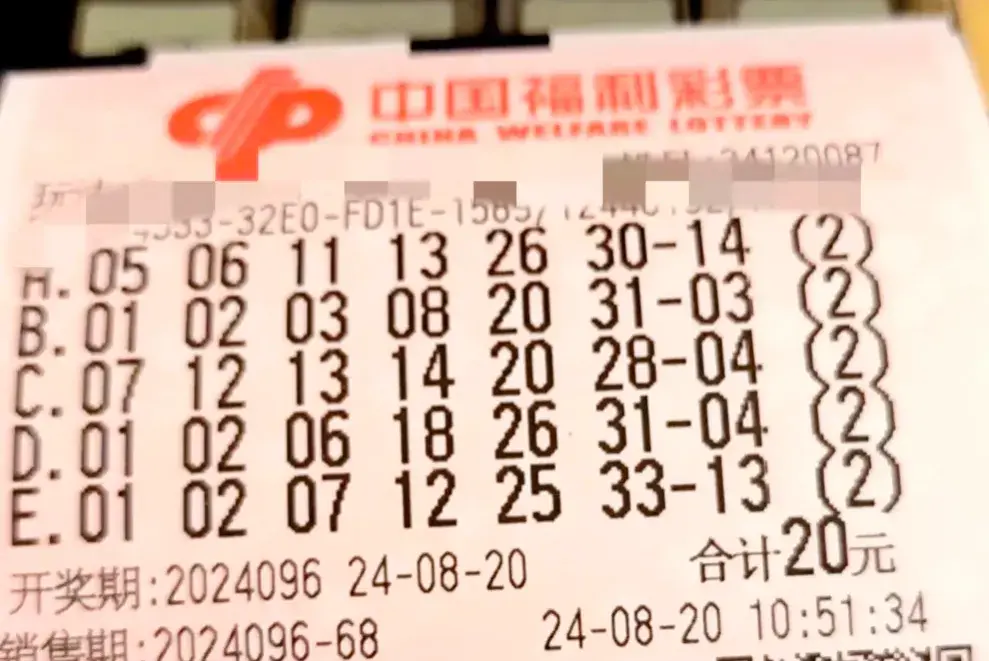 中国福利彩票
CHINA WELFARE LOTTERY
34120087
-32E0-FD1E-
A. 05 06 11 13 26 30-14 (2)
B. 01 02 03 08 20 31-03 (2)
C. 07 12 13 14 20 28-04 (2)
D. 01 02 06 18 26 31-04 (2)
E. 01 02 07 12 25 33-13 (2)
合计20元
开奖期:2024096 24-08-20
销售期:2024096-68 24-08-20 10:51:34